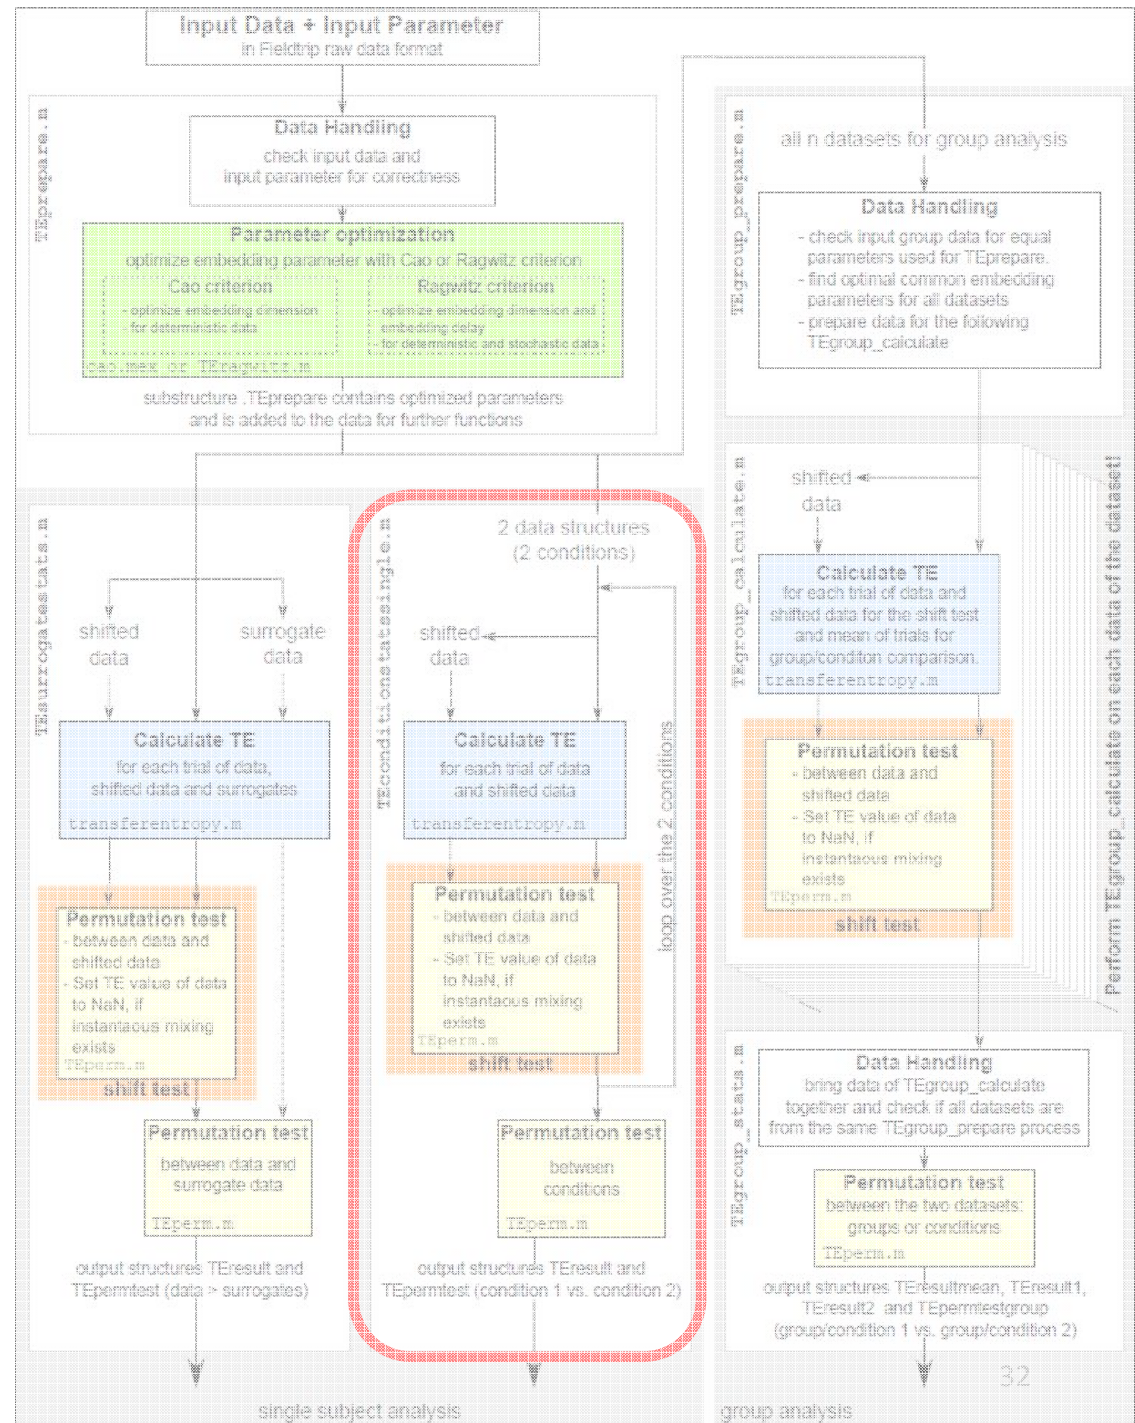 Input Data + Input Parameter
in Fieldtrip raw data format
TEprepare.m
Data Handling
check input data and
input parameter for correctness
Parameter optimization
optimize embedding parameter with Cao or Ragwitz criterion
Cao criterion
- optimize embedding dimension
- for deterministic data
Ragwitz criterion
- optimize embedding dimension and
embedding delay
- for deterministic and stochastic data
cao.mex or TEragwitz.m
substructure .TEprepare contains optimized parameters
and is added to the data for further functions
TEsurrogatestats.m
shifted
data
surrogate
data
Calculate TE
for each trial of data,
shifted data and surrogates
transferentropy.m
Permutation test
- between data and
shifted data
- Set TE value of data
to NaN, if
instantaous mixing
exists
TEperm.m
shift test
Permutation test
between data and
surrogate data
TEperm.m
output structures TEresult and
TEpermtest (data > surrogates)
TEconditionstatssingle.m
2 data structures
(2 conditions)
shifted
data
Calculate TE
for each trial of data
and shifted data
transferentropy.m
loop over the 2 conditions
Permutation test
- between data and
shifted data
- Set TE value of data
to NaN, if
instantaous mixing
exists
TEperm.m
shift test
Permutation test
between
conditions
TEperm.m
output structures TEresult and
TEpermtest (condition 1 vs. condition 2)
single subject analysis
TEgroup_prepare.m
all n datasets for group analysis
Data Handling
- check input group data for equal
parameters used for TEprepare.
- find optimal common embedding
parameters for all datasets
- prepare data for the following
TEgroup_calculate
TEgroup_calculate.m
shifted
data
Calculate TE
for each trial of data and
shifted data for the shift test
and mean of trials for
group/conditon comparison.
transferentropy.m
Permutation test
- between data and
shifted data
- Set TE value of data
to NaN, if
instantaous mixing
exists
TEperm.m
shift test
Perform TEgroup_calculate on each data of the dataset!
TEgroup_stats.m
Data Handling
bring data of TEgroup_calculate
together and check if all datasets are
from the same TEgroup_prepare process
Permutation test
between the two datasets:
groups or conditions
TEperm.m
output structures TEresultmean, TEresult1,
TEresult2 and TEpermtestgroup
(group/condition 1 vs. group/condition 2)
32
group analysis